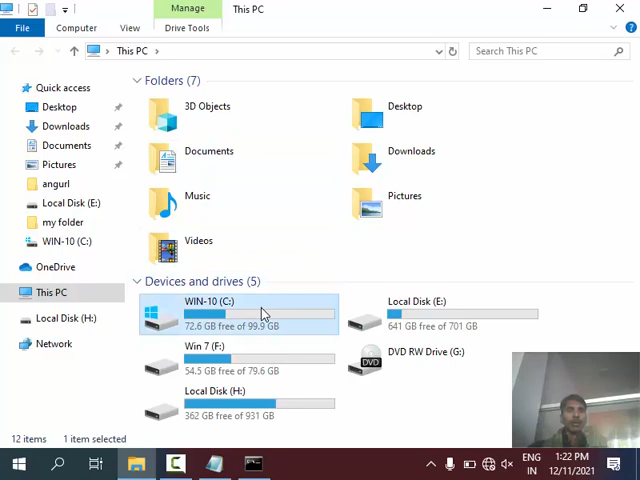 Manage
This PC
File
Computer
View
Drive Tools
This PC
Search This PC
Quick access
Desktop
Downloads
Documents
Pictures
angurl
Local Disk (E:)
my folder
WIN-10 (C:)
OneDrive
This PC
Local Disk (H:)
Network
Folders (7)
3D Objects
Desktop
Documents
Downloads
Music
Pictures
Videos
Devices and drives (5)
WIN-10 (C:)
72.6 GB free of 99.9 GB
Local Disk (E:)
641 GB free of 701 GB
Win 7 (F:)
54.5 GB free of 79.6 GB
DVD RW Drive (G:)
DVD
Local Disk (H:)
362 GB free of 931 GB
12 items
1 item selected
ENG
IN
1:22 PM
12/11/2021